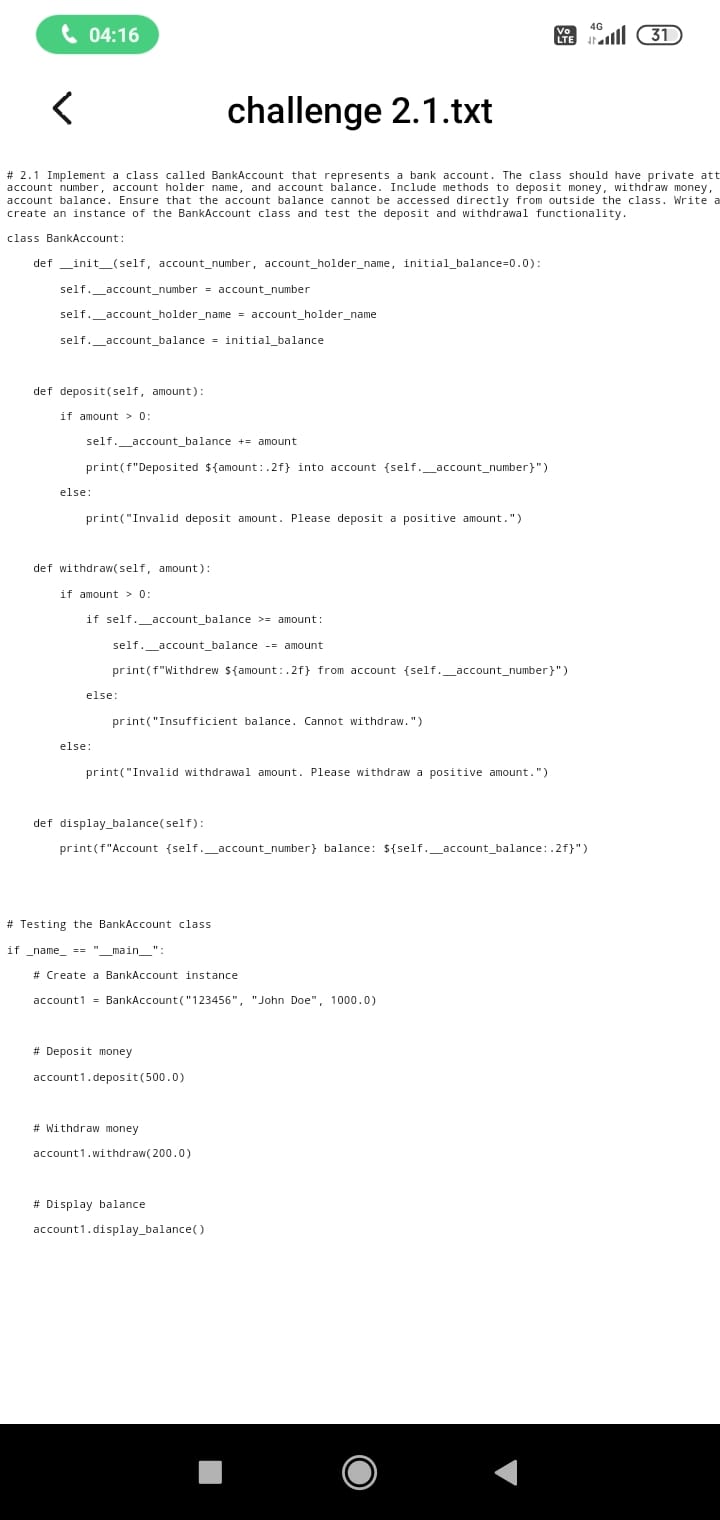 04:16
Vo LTE 4G 31
challenge 2.1.txt
# 2.1 Implement a class called BankAccount that represents a bank account. The class should have private att
account number, account holder name, and account balance. Include methods to deposit money, withdraw money,
account balance. Ensure that the account balance cannot be accessed directly from outside the class. Write a
create an instance of the BankAccount class and test the deposit and withdrawal functionality.
class BankAccount:
    def __init__(self, account_number, account_holder_name, initial_balance=0.0):
        self.__account_number = account_number
        self.__account_holder_name = account_holder_name
        self.__account_balance = initial_balance
    def deposit(self, amount):
        if amount > 0:
            self.__account_balance += amount
            print(f"Deposited ${amount:.2f} into account {self.__account_number}")
        else:
            print("Invalid deposit amount. Please deposit a positive amount.")
    def withdraw(self, amount):
        if amount > 0:
            if self.__account_balance >= amount:
                self.__account_balance -= amount
                print(f"Withdrew ${amount:.2f} from account {self.__account_number}")
            else:
                print("Insufficient balance. Cannot withdraw.")
        else:
            print("Invalid withdrawal amount. Please withdraw a positive amount.")
    def display_balance(self):
        print(f"Account {self.__account_number} balance: ${self.__account_balance:.2f}")
# Testing the BankAccount class
if _name_ == "__main__":
    # Create a BankAccount instance
    account1 = BankAccount("123456", "John Doe", 1000.0)
    # Deposit money
    account1.deposit(500.0)
    # Withdraw money
    account1.withdraw(200.0)
    # Display balance
    account1.display_balance()